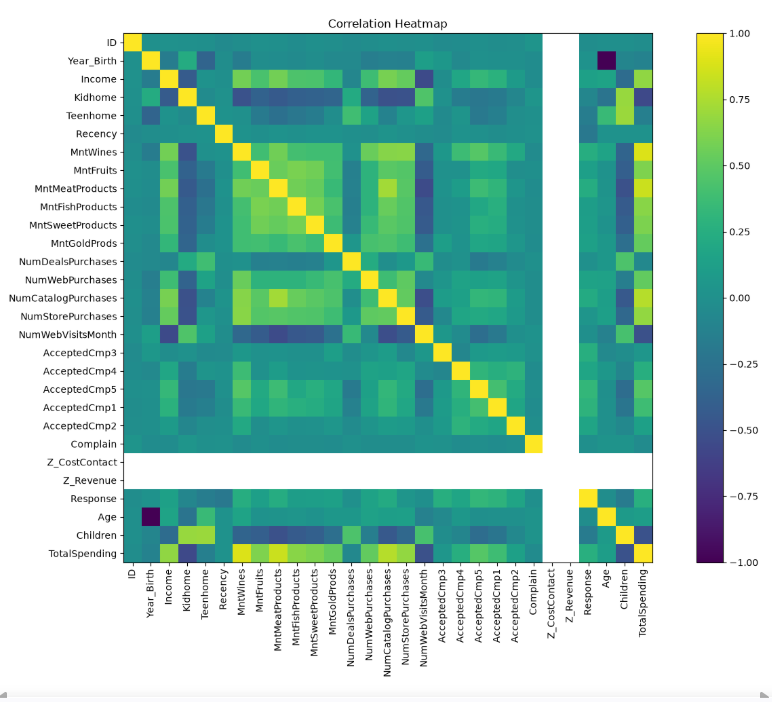 Correlation Heatmap
ID
Year_Birth
Income
Kidhome
Teenhome
Recency
MntWines
MntFruits
MntMeatProducts
MntFishProducts
MntSweetProducts
MntGoldProds
NumDealsPurchases
NumWebPurchases
NumCatalogPurchases
NumStorePurchases
NumWebVisitsMonth
AcceptedCmp3
AcceptedCmp4
AcceptedCmp5
AcceptedCmp1
AcceptedCmp2
Complain
Z_CostContact
Z_Revenue
Response
Age
Children
TotalSpending
ID
Year_Birth
Income
Kidhome
Teenhome
Recency
MntWines
MntFruits
MntMeatProducts
MntFishProducts
MntSweetProducts
MntGoldProds
NumDealsPurchases
NumWebPurchases
NumCatalogPurchases
NumStorePurchases
NumWebVisitsMonth
AcceptedCmp3
AcceptedCmp4
AcceptedCmp5
AcceptedCmp1
AcceptedCmp2
Complain
Z_CostContact
Z_Revenue
Response
Age
Children
TotalSpending
1.00
0.75
0.50
0.25
0.00
−0.25
−0.50
−0.75
−1.00